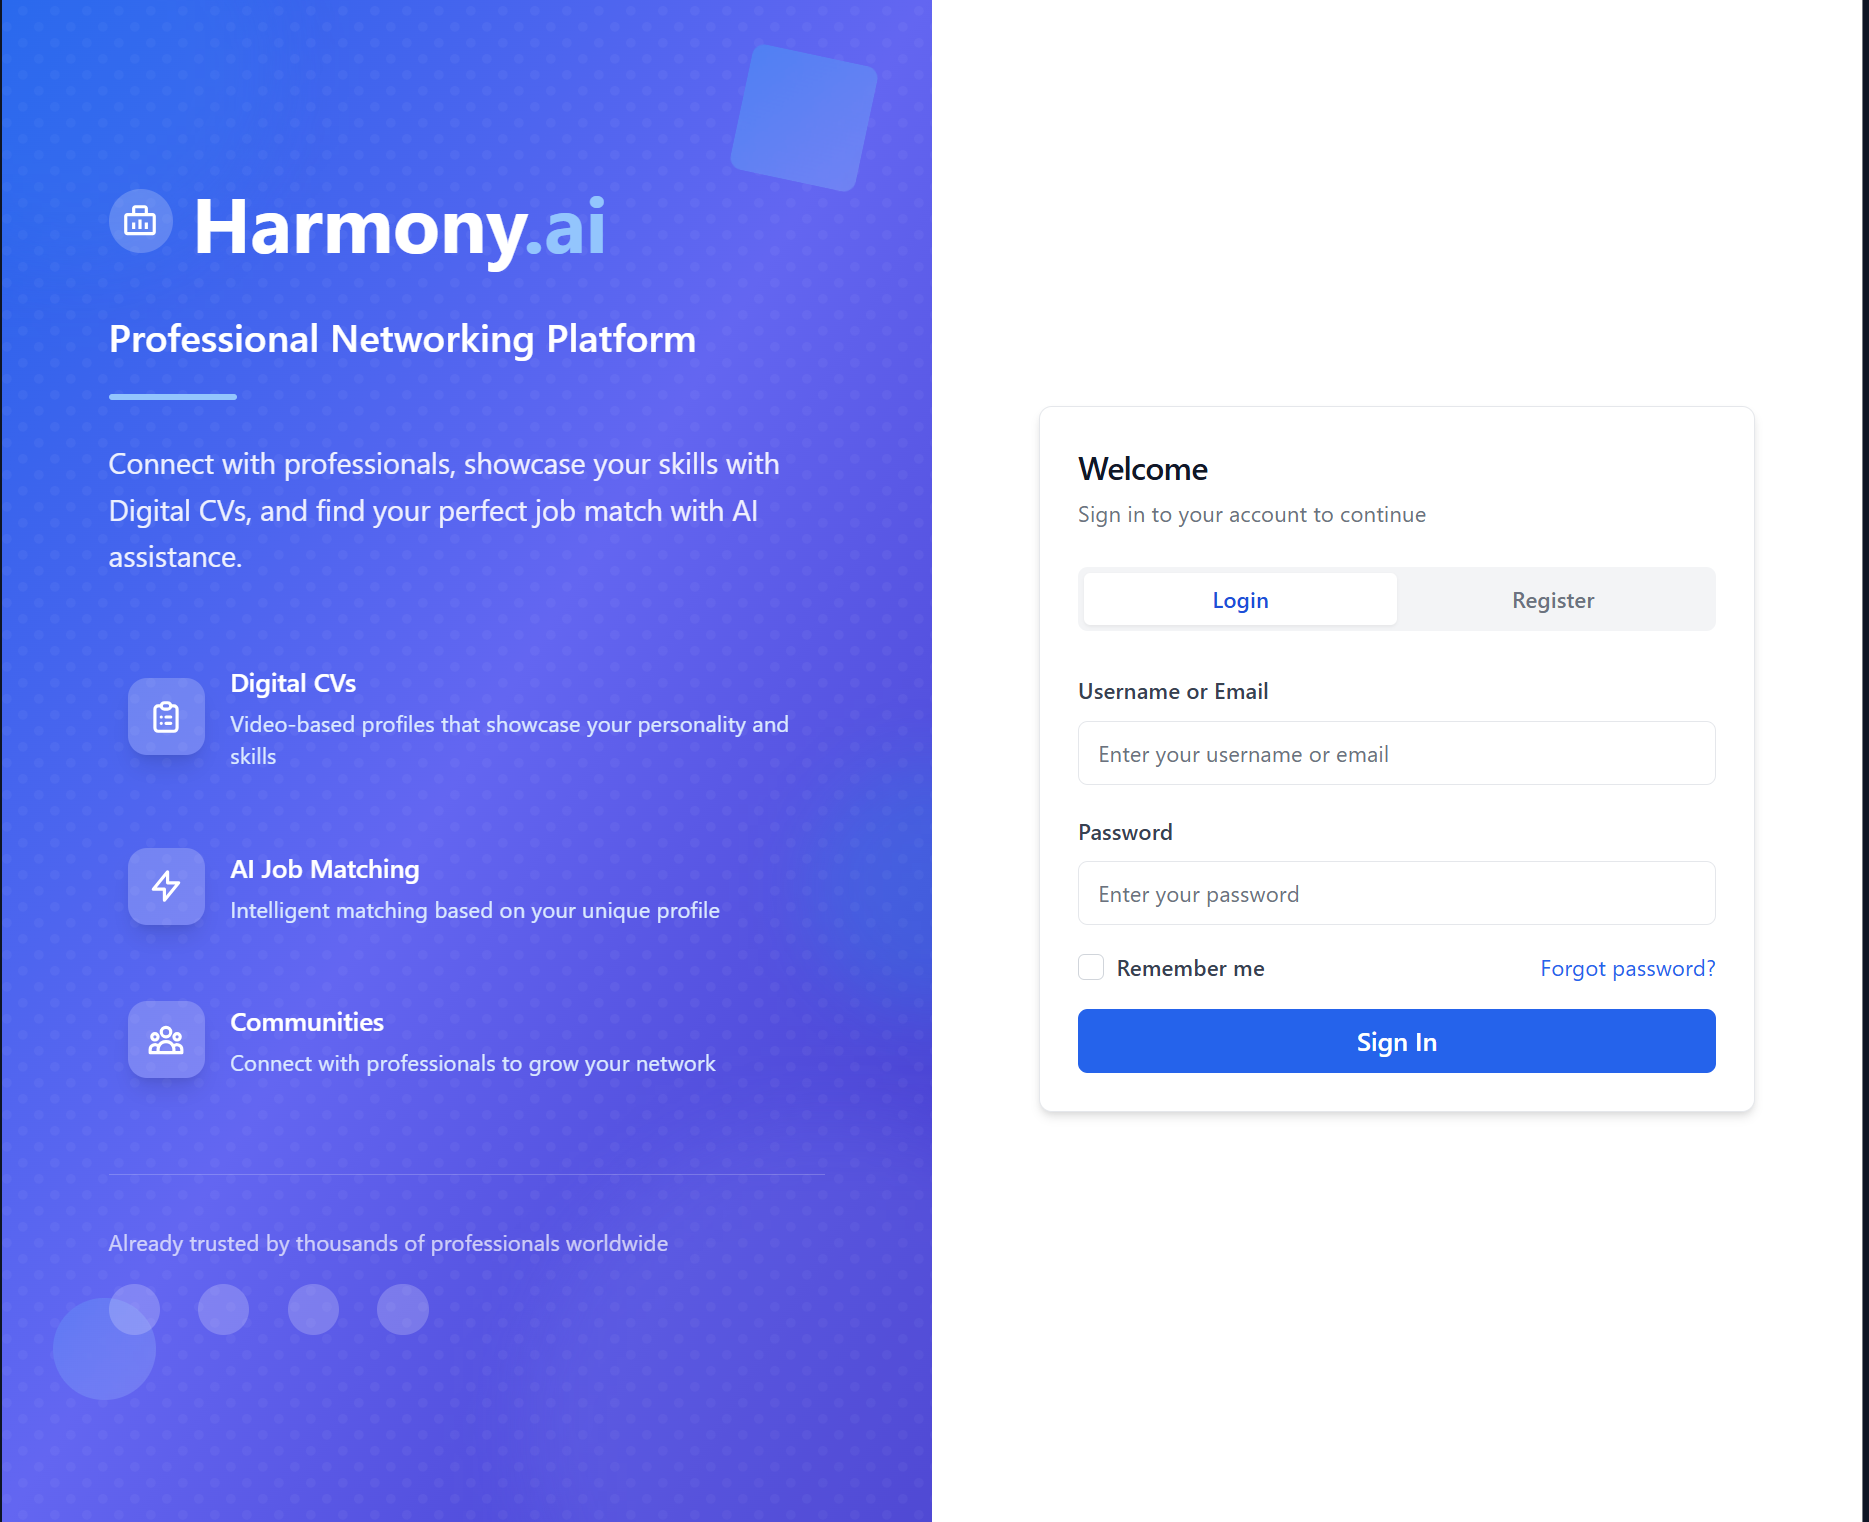 Harmony.ai
Professional Networking Platform
Connect with professionals, showcase your skills with
Digital CVs, and find your perfect job match with AI
assistance.
Digital CVs
Video-based profiles that showcase your personality and
skills
AI Job Matching
Intelligent matching based on your unique profile
Communities
Connect with professionals to grow your network
Already trusted by thousands of professionals worldwide
Welcome
Sign in to your account to continue
Login
Register
Username or Email
Enter your username or email
Password
Enter your password
Remember me
Forgot password?
Sign In